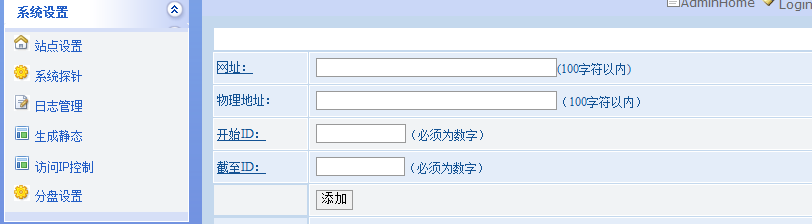 系统设置
AdminHome Login
站点设置
系统探针
日志管理
生成静态
访问IP控制
分盘设置
网址： (100字符以内)
物理地址： （100字符以内）
开始ID： （必须为数字）
截至ID： （必须为数字）
添加